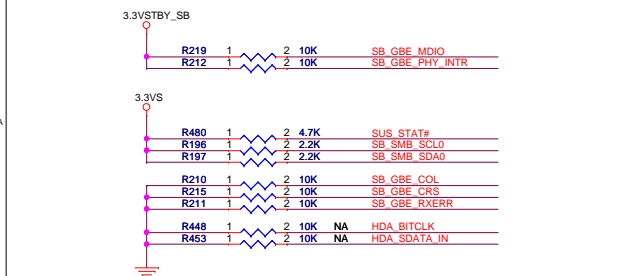 3.3VSTBY_SB
R219 1 2 10K SB_GBE_MDIO
R212 1 2 10K SB_GBE_PHY_INTR
3.3VS
A
R480 1 2 4.7K SUS_STAT#
R196 1 2 2.2K SB_SMB_SCL0
R197 1 2 2.2K SB_SMB_SDA0
R210 1 2 10K SB_GBE_COL
R215 1 2 10K SB_GBE_CRS
R211 1 2 10K SB_GBE_RXERR
R448 1 2 10K NA HDA_BITCLK
R453 1 2 10K NA HDA_SDATA_IN